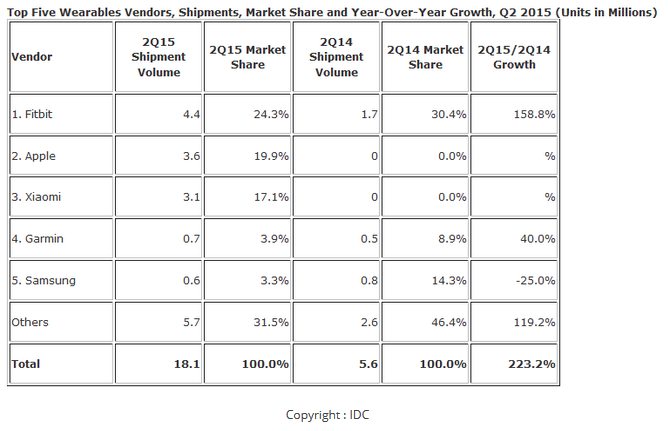 Top Five Wearables Vendors, Shipments, Market Share and Year-Over-Year Growth, Q2 2015 (Units in Millions)
Vendor 2Q15 Shipment Volume 2Q15 Market Share 2Q14 Shipment Volume 2Q14 Market Share 2Q15/2Q14 Growth
1. Fitbit 4.4 24.3% 1.7 30.4% 158.8%
2. Apple 3.6 19.9% 0 0.0% %
3. Xiaomi 3.1 17.1% 0 0.0% %
4. Garmin 0.7 3.9% 0.5 8.9% 40.0%
5. Samsung 0.6 3.3% 0.8 14.3% -25.0%
Others 5.7 31.5% 2.6 46.4% 119.2%
Total 18.1 100.0% 5.6 100.0% 223.2%
Copyright : IDC